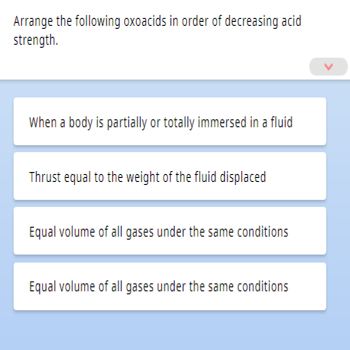 Arrange the following oxoacids in order of decreasing acid
strength.
When a body is partially or totally immersed in a fluid
Thrust equal to the weight of the fluid displaced
Equal volume of all gases under the same conditions
Equal volume of all gases under the same conditions